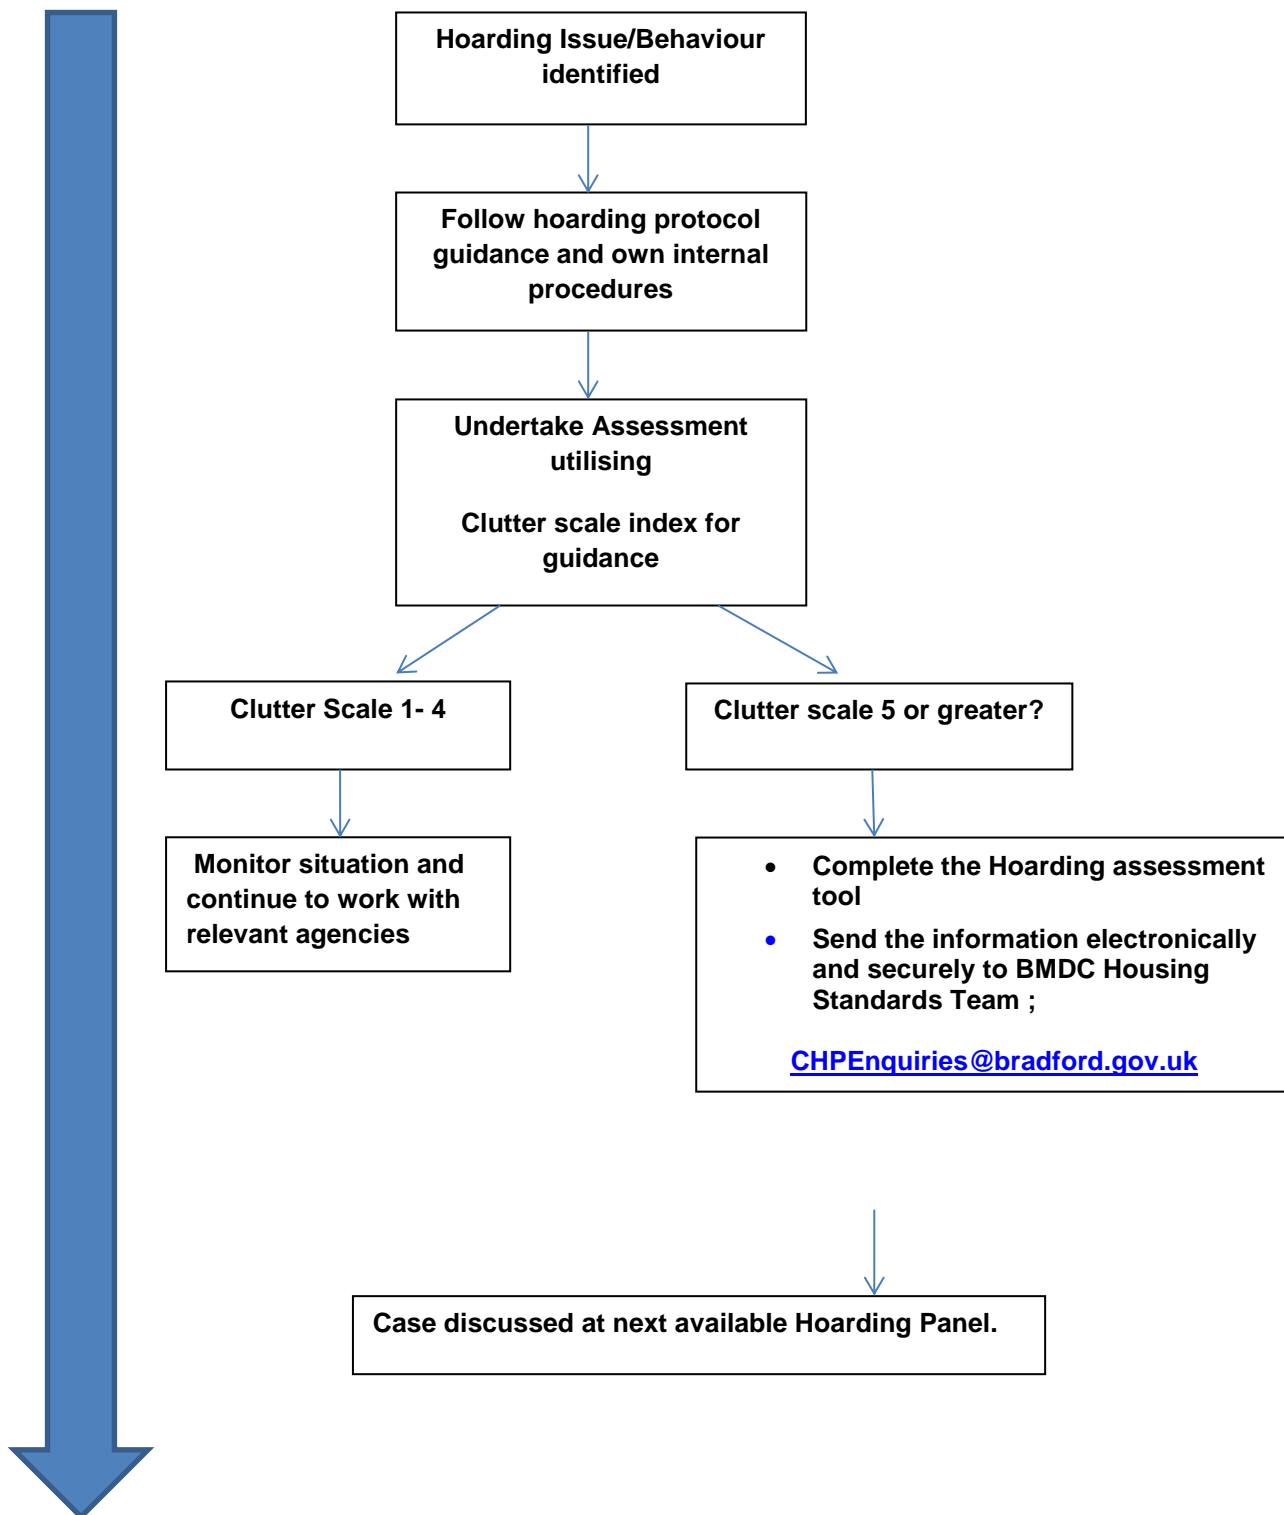 Hoarding Issue/Behaviour
identified
Follow hoarding protocol
guidance and own internal
procedures
Undertake Assessment
utilising
Clutter scale index for
guidance
Clutter Scale 1- 4
Clutter scale 5 or greater?
Monitor situation and
continue to work with
relevant agencies
• Complete the Hoarding assessment
tool
• Send the information electronically
and securely to BMDC Housing
Standards Team ;
CHPEnquiries@bradford.gov.uk
Case discussed at next available Hoarding Panel.